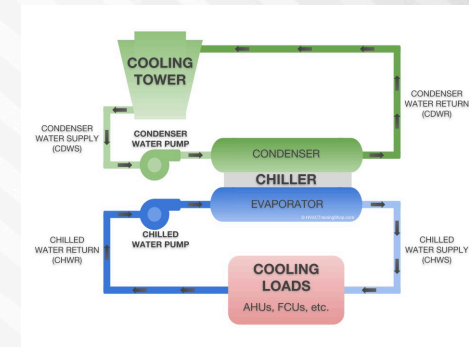 COOLING
TOWER
CONDENSER
WATER RETURN
(CDWR)
CONDENSER
WATER SUPPLY
(CDWS)
CONDENSER
WATER PUMP
CONDENSER
CHILLER
EVAPORATOR
CHILLED
WATER PUMP
CHILLED
WATER RETURN
(CHWR)
CHILLED
WATER SUPPLY
(CHWS)
COOLING
LOADS
AHUs, FCUs, etc.